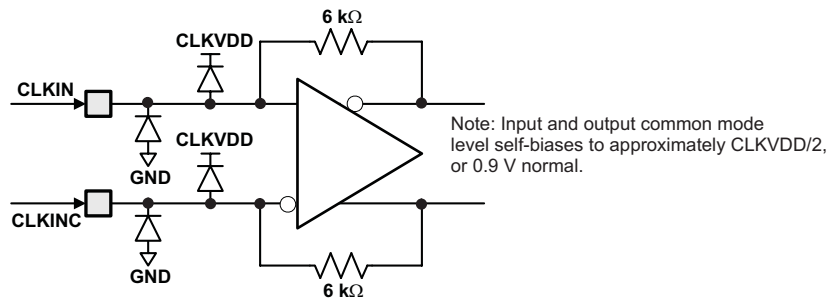 6 kΩ
CLKVDD
CLKIN
CLKVDD
Note: Input and output common mode
level self-biases to approximately CLKVDD/2,
or 0.9 V normal.
GND
CLKINC
GND
6 kΩ